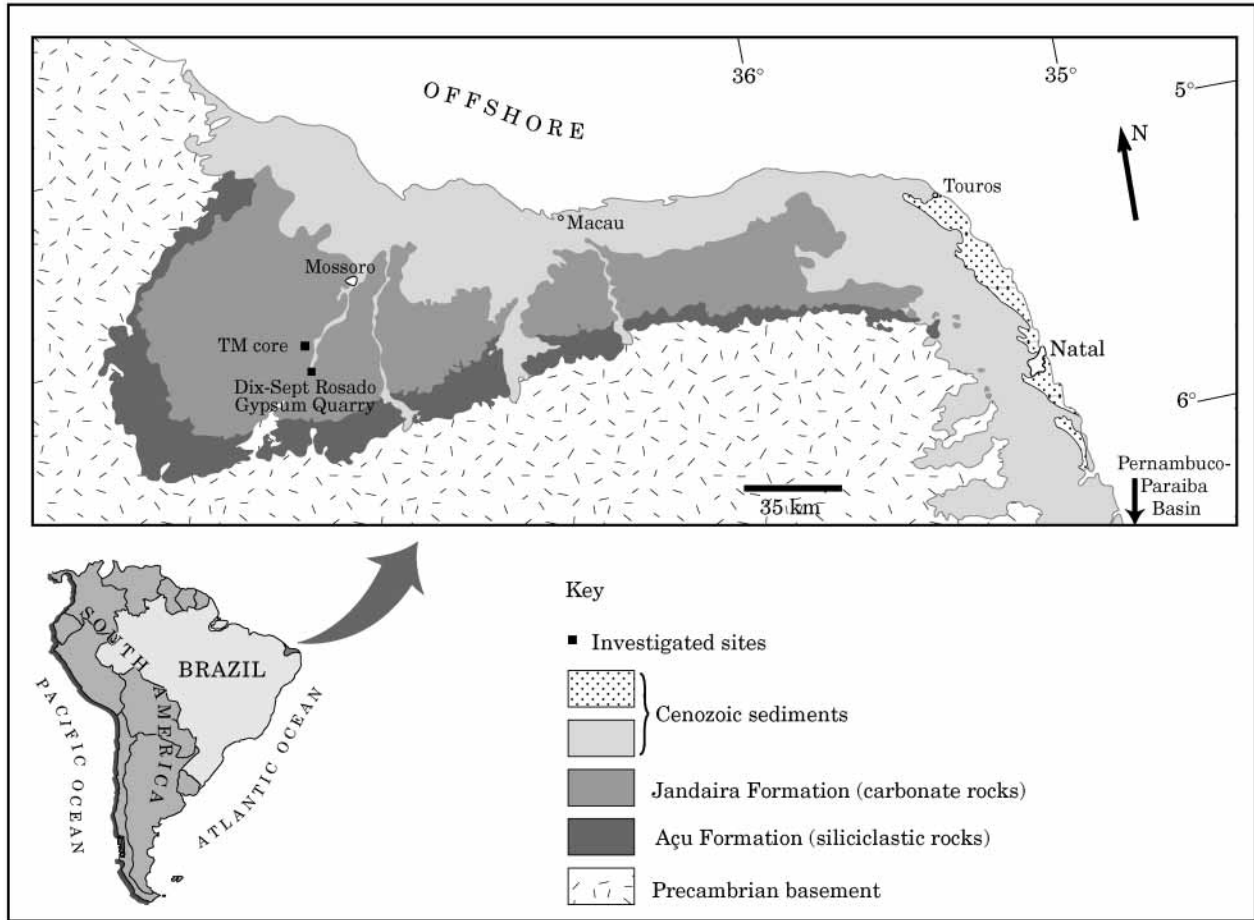 36°
35°
5°
OFFSHORE
N
Touros
Macau
Mossoro
TM core
Natal
Dix-Sept Rosado
Gypsum Quarry
6°
Pernambuco-
Paraiba
Basin
35 km
Key
Investigated sites
SOUTH AMERICA
BRAZIL
PACIFIC OCEAN
ATLANTIC OCEAN
Cenozoic sediments
Jandaira Formation (carbonate rocks)
Açu Formation (siliciclastic rocks)
Precambrian basement